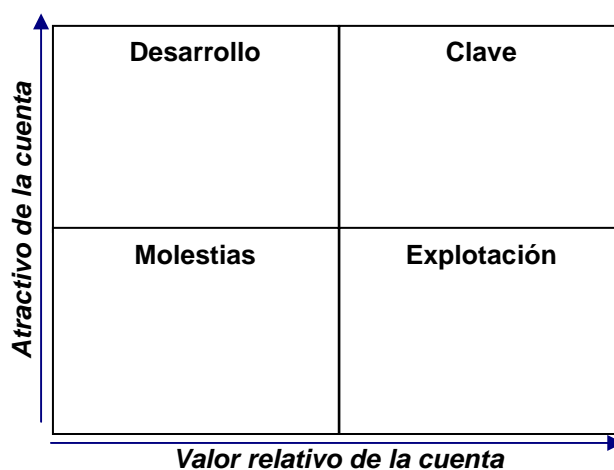 Desarrollo
Clave
Molestias
Explotación
Atractivo de la cuenta
Valor relativo de la cuenta